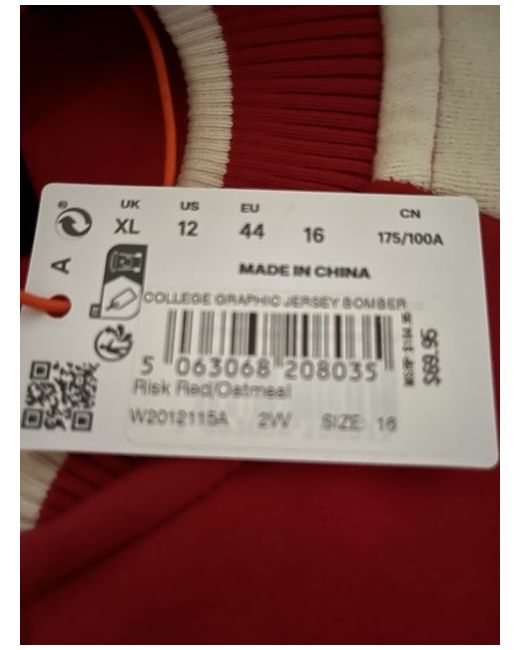 UK US EU CN
XL 12 44 16 175/100A
A
MADE IN CHINA
COLLEGE GRAPHIC JERSEY BOMBER
5 063068 208035
$69.95
Risk Red/Oatmeal
W2012115A 2VV SIZE: 16